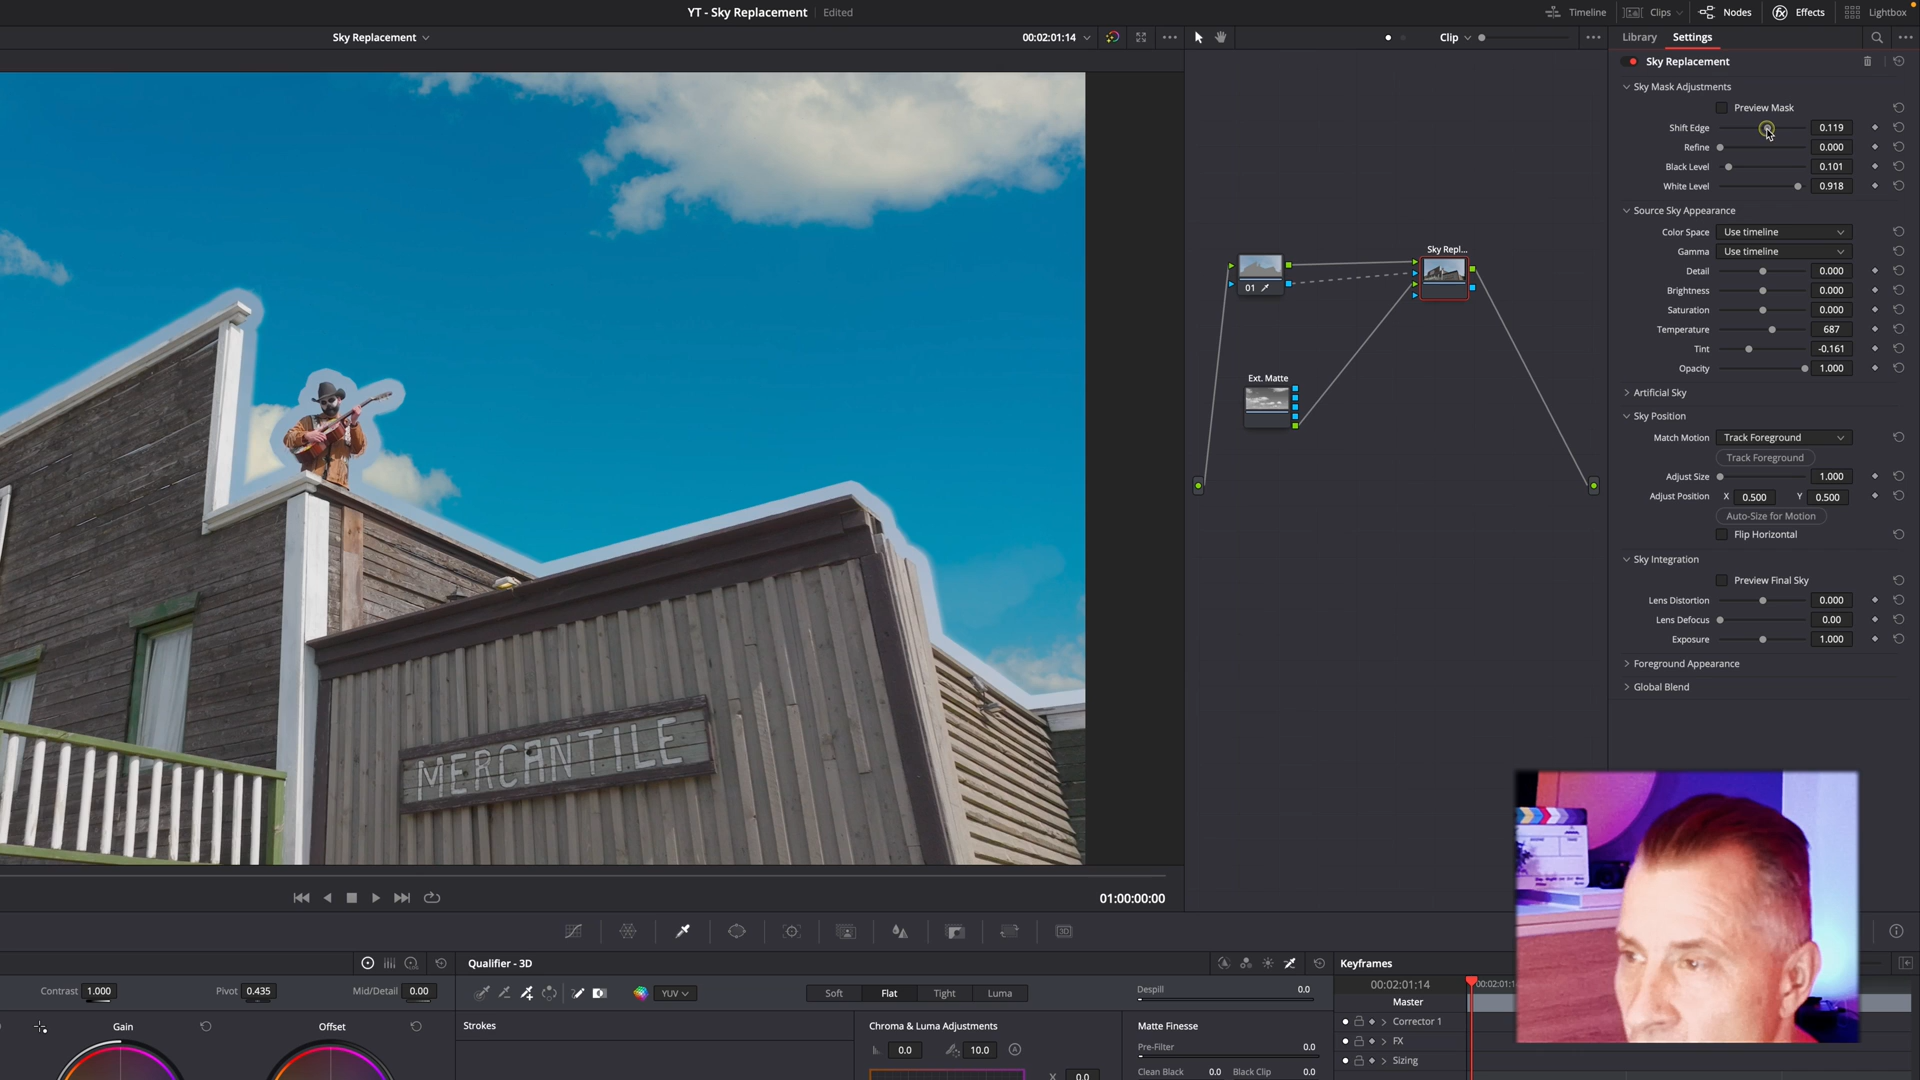 YT - Sky Replacement Edited
Timeline Clips Nodes Effects Lightbox
Sky Replacement
00:02:01:14
Clip
Library Settings
Sky Replacement
Sky Mask Adjustments
Preview Mask
Shift Edge 0.119
Refine 0.000
Black Level 0.101
White Level 0.918
Source Sky Appearance
Color Space Use timeline
Gamma Use timeline
Detail 0.000
Brightness 0.000
Saturation 0.000
Temperature 687
Tint -0.161
Opacity 1.000
Artificial Sky
Sky Position
Match Motion Track Foreground
Track Foreground
Adjust Size 1.000
Adjust Position X 0.500 Y 0.500
Auto-Size for Motion
Flip Horizontal
Sky Integration
Preview Final Sky
Lens Distortion 0.000
Lens Defocus 0.00
Exposure 1.000
Foreground Appearance
Global Blend
Sky Repl...
01
Ext. Matte
MERCANTILE
01:00:00:00
3D
Qualifier - 3D
Keyframes
Contrast 1.000 Pivot 0.435 Mid/Detail 0.00
YUV
Soft Flat Tight Luma
Despill 0.0
00:02:01:14
00:02:01:1
Master
Gain Offset
Strokes
Chroma & Luma Adjustments
Matte Finesse
Corrector 1
0.0 10.0
Pre-Filter 0.0
FX
Sizing
X 0.0
Clean Black 0.0 Black Clip 0.0